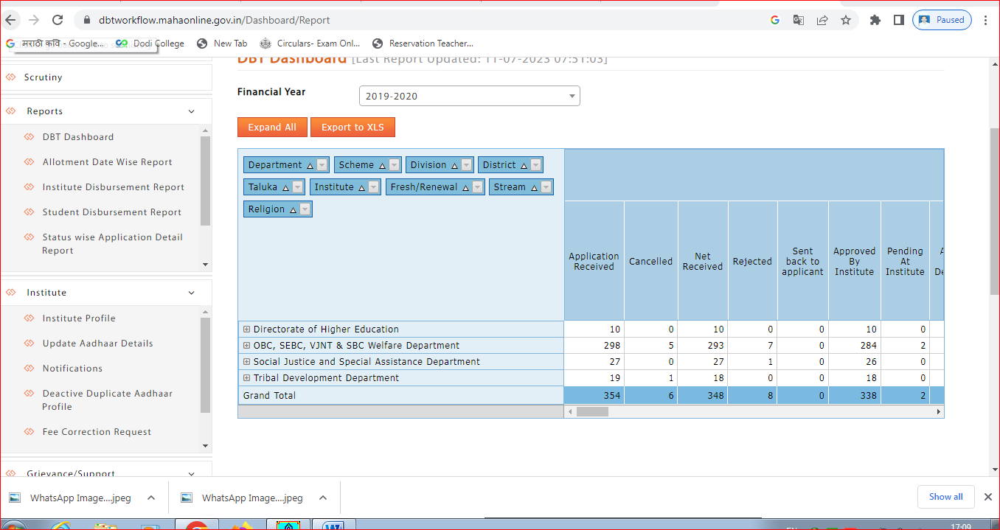 dbtworkflow.mahaonline.gov.in/Dashboard/Report
Paused
मराठी कवि - Google... Dodi College New Tab Circulars- Exam Onl... Reservation Teacher...
DBT Dashboard [Last Report Updated: 11-07-2023 07:51:03]
Scrutiny
Reports
DBT Dashboard
Allotment Date Wise Report
Institute Disbursement Report
Student Disbursement Report
Status wise Application Detail
Report
Institute
Institute Profile
Update Aadhaar Details
Notifications
Deactive Duplicate Aadhaar
Profile
Fee Correction Request
Grievance/Support
Financial Year 2019-2020
Expand All Export to XLS
Department Scheme Division District
Taluka Institute Fresh/Renewal Stream
Religion
Application
Received
Cancelled
Net
Received
Rejected
Sent
back to
applicant
Approved
By
Institute
Pending
At
Institute
Directorate of Higher Education 10 0 10 0 0 10 0
OBC, SEBC, VJNT & SBC Welfare Department 298 5 293 7 0 284 2
Social Justice and Special Assistance Department 27 0 27 1 0 26 0
Tribal Development Department 19 1 18 0 0 18 0
Grand Total 354 6 348 8 0 338 2
WhatsApp Image....jpeg WhatsApp Image....jpeg Show all
EN 17:09